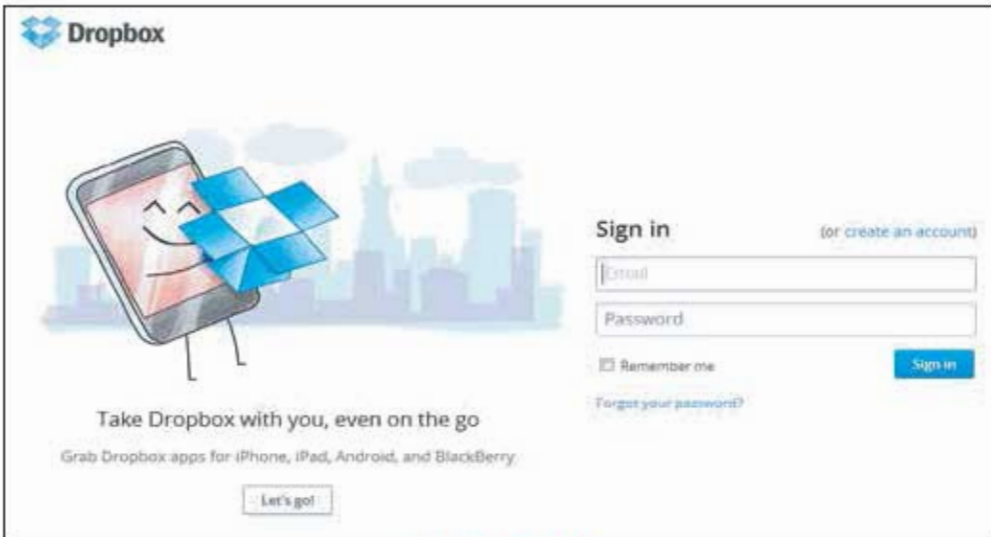 Dropbox
Sign in (or create an account)
Email
Password
Remember me Sign in
Forgot your password?
Take Dropbox with you, even on the go
Grab Dropbox apps for iPhone, iPad, Android, and BlackBerry
Let's go!